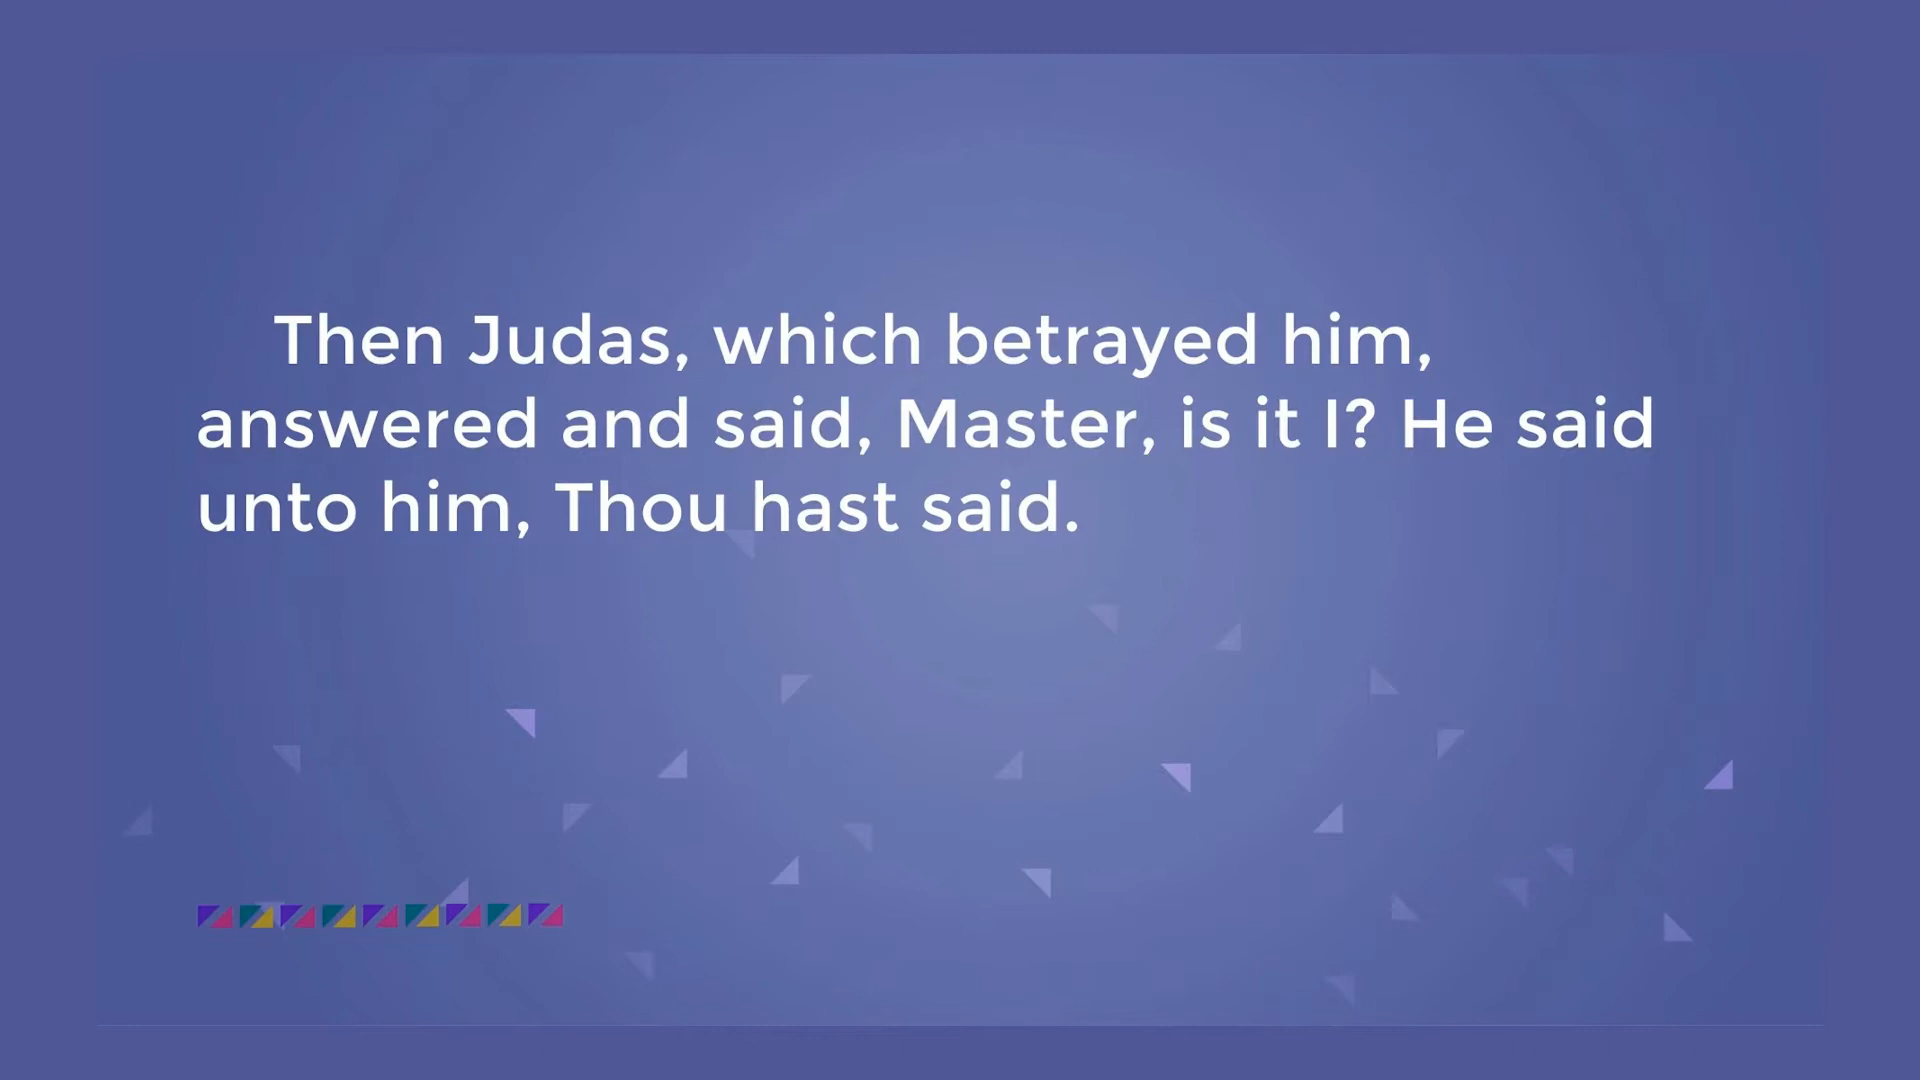 Then Judas, which betrayed him,
answered and said, Master, is it I? He said
unto him, Thou hast said.